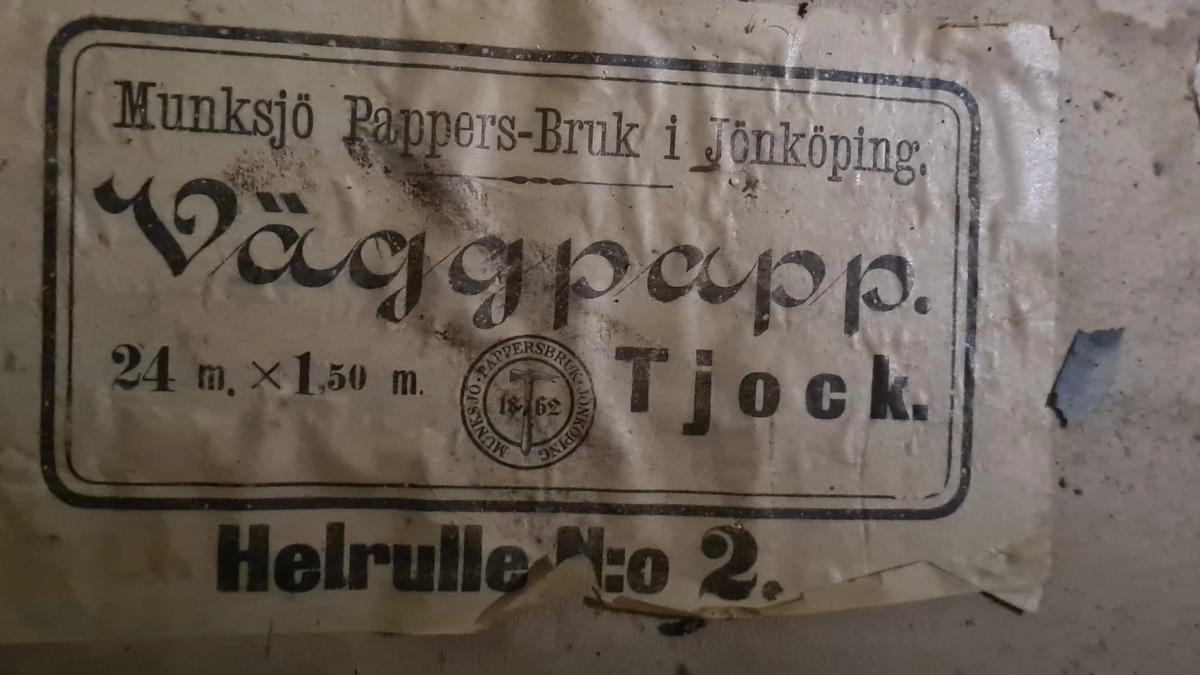 Munksjö Pappers-Bruk i Jönköping.
Väggpapp.
24 m. ×1,50 m.
MUNKSJÖ · PAPPERSBRUK · JÖNKÖPING
1862
Tjock.
Helrulle N:o 2.